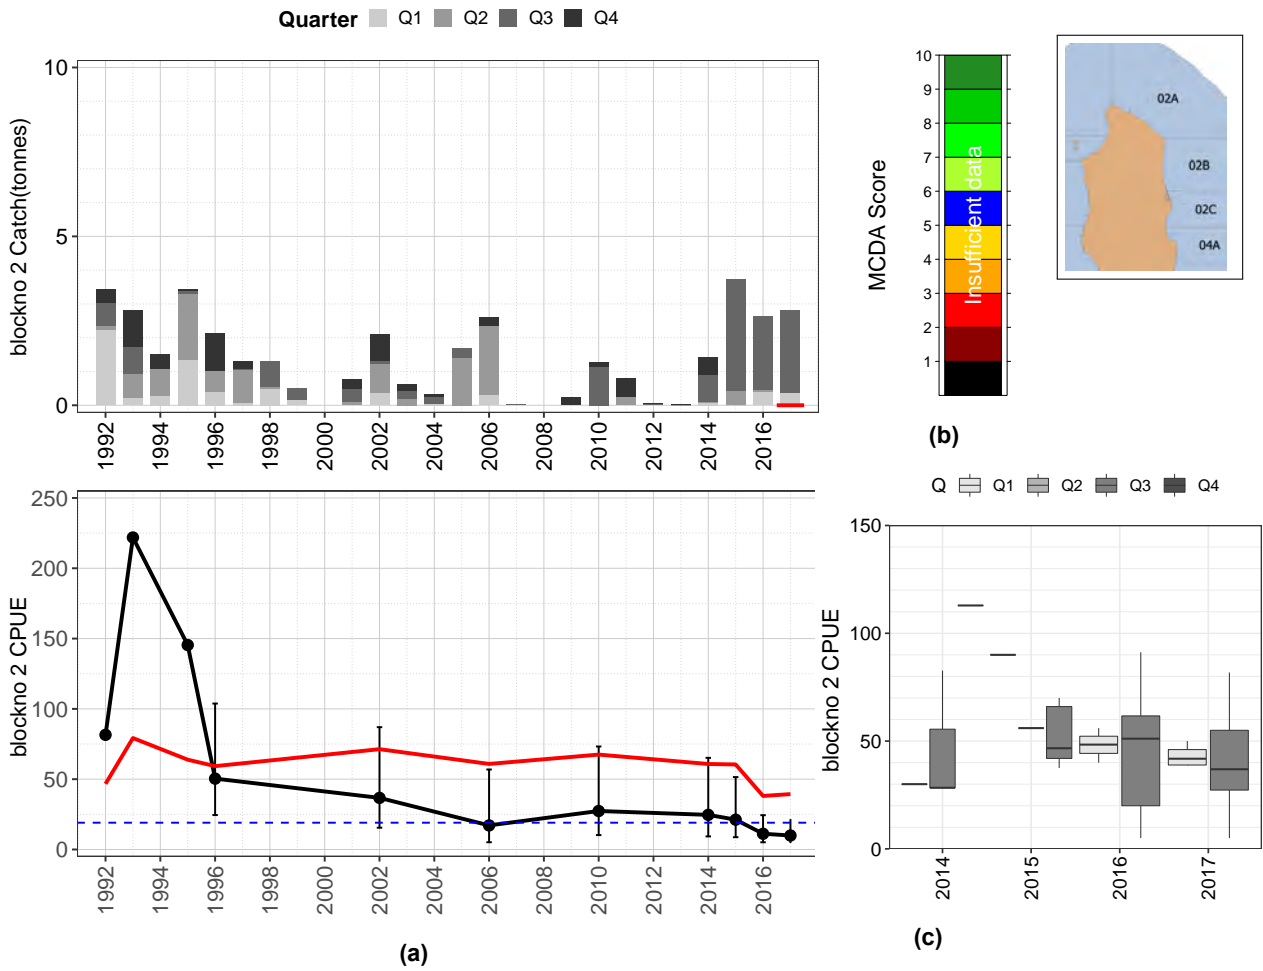 Quarter Q1 Q2 Q3 Q4
blockno 2 Catch(tonnes)
10
5
0
1992 1994 1996 1998 2000 2002 2004 2006 2008 2010 2012 2014 2016
blockno 2 CPUE
250
200
150
100
50
0
1992 1994 1996 1998 2000 2002 2004 2006 2008 2010 2012 2014 2016
(a)
MCDA Score
10
9
8
7
6
5
4
3
2
1
Insufficient data
(b)
02A
02B
02C
04A
Q Q1 Q2 Q3 Q4
blockno 2 CPUE
150
100
50
0
2014 2015 2016 2017
(c)